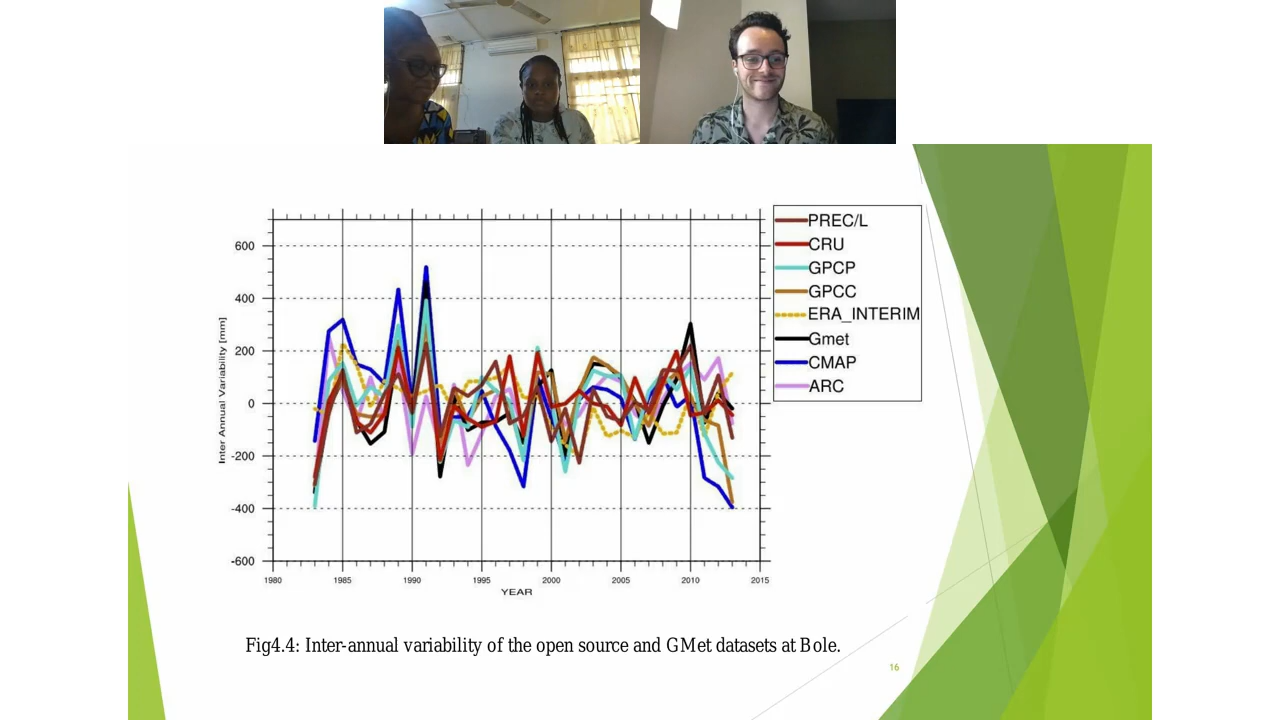 PREC/L
CRU
GPCP
GPCC
ERA_INTERIM
Gmet
CMAP
ARC
600
400
200
0
-200
-400
-600
Inter Annual Variability [mm]
1980 1985 1990 1995 2000 2005 2010 2015
YEAR
Fig4.4: Inter-annual variability of the open source and GMet datasets at Bole.
16